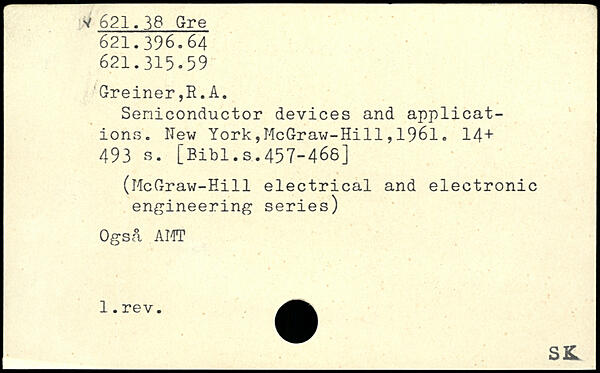 621.38 Gre
621.396.64
621.315.59
Greiner,R.A.
Semiconductor devices and applicat-
ions. New York,McGraw-Hill,1961. 14+
493 s. [Bibl.s.457-468]
(McGraw-Hill electrical and electronic
engineering series)
Også AMT
1.rev.
SK